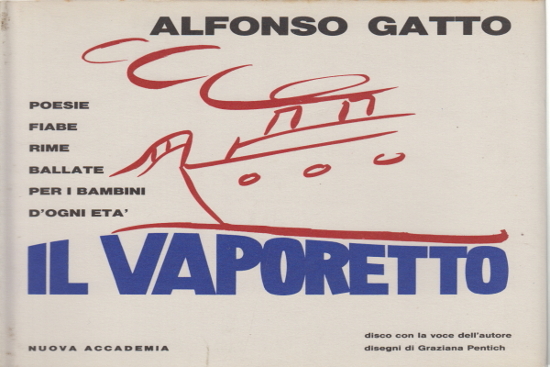 ALFONSO GATTO
POESIE
FIABE
RIME
BALLATE
PER I BAMBINI
D'OGNI ETA'
IL VAPORETTO
NUOVA ACCADEMIA
disco con la voce dell'autore
disegni di Graziana Pentich